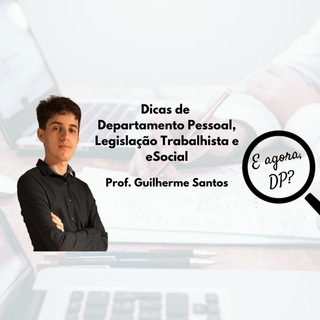 Dicas de
Departamento Pessoal,
Legislação Trabalhista e
eSocial
Prof. Guilherme Santos
E agora,
DP?